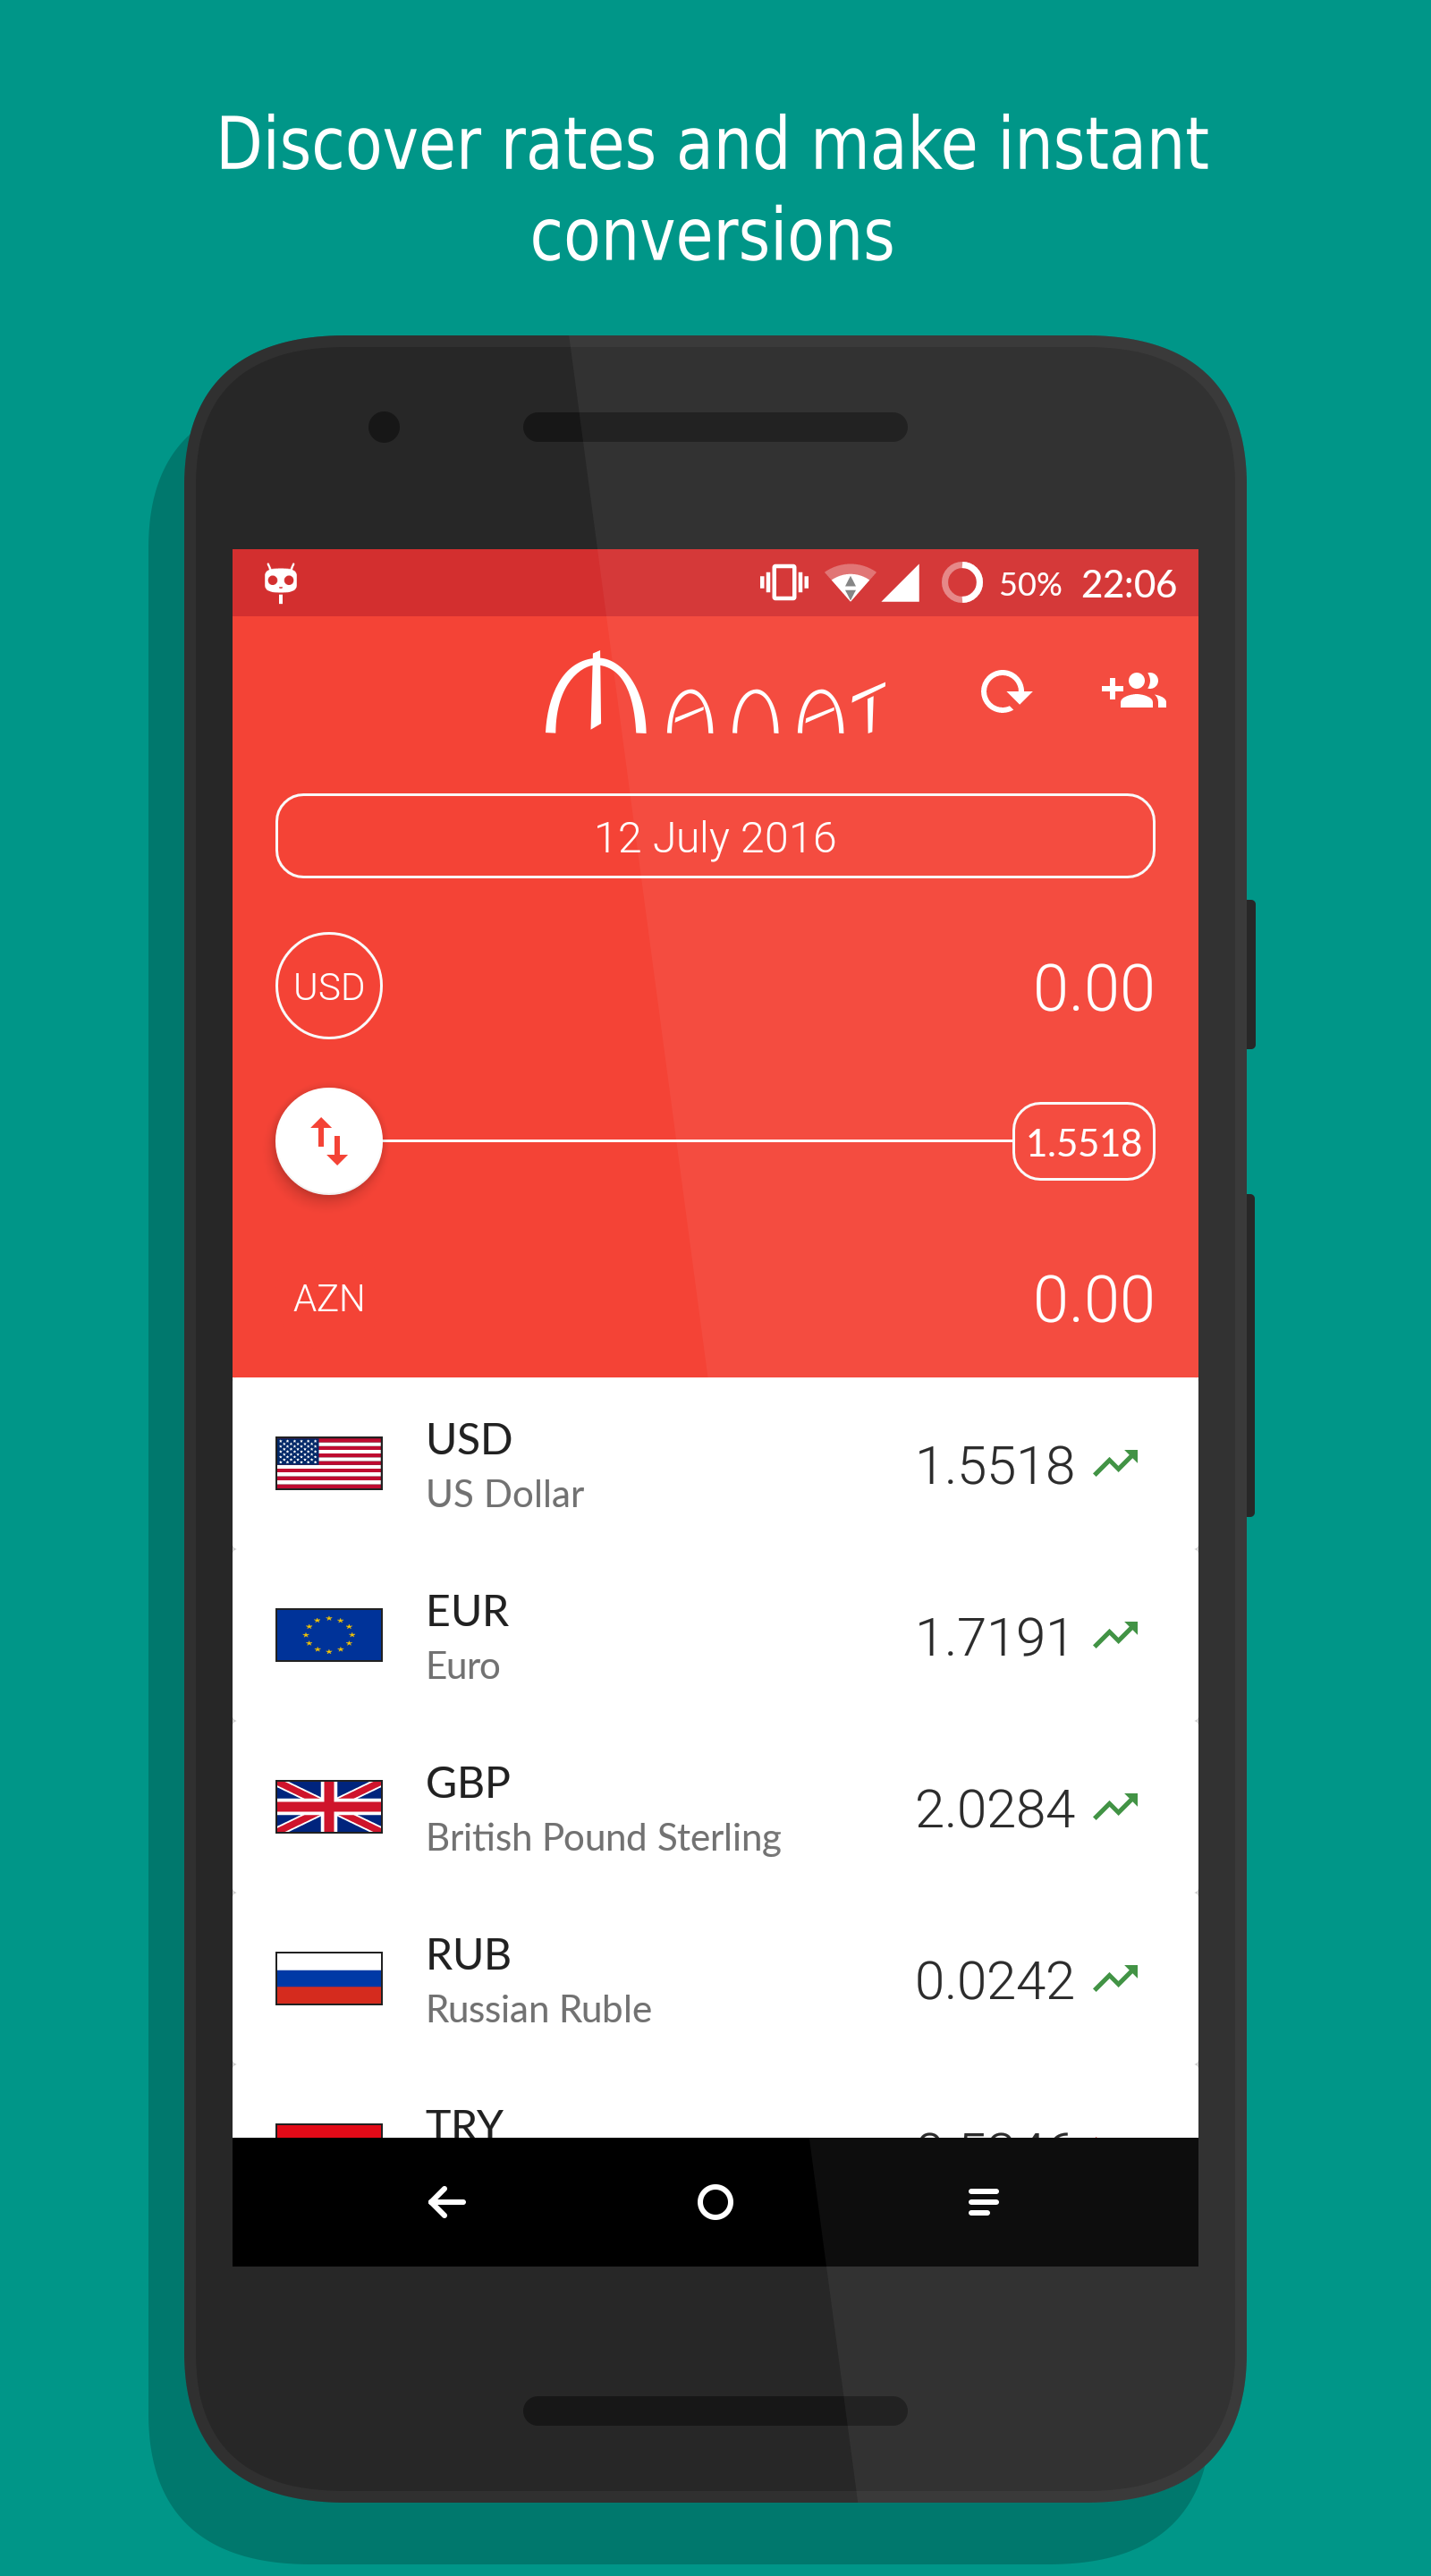 Discover rates and make instant
conversions
50% 22:06
Manat
12 July 2016
USD 0.00
1.5518
AZN 0.00
USD
US Dollar
1.5518
EUR
Euro
1.7191
GBP
British Pound Sterling
2.0284
RUB
Russian Ruble
0.0242
TRY